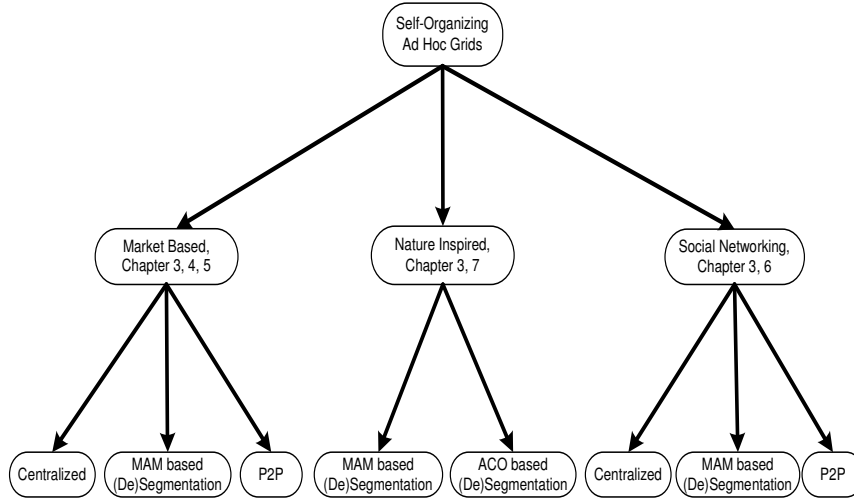 Self-Organizing
Ad Hoc Grids
Market Based,
Chapter 3, 4, 5
Nature Inspired,
Chapter 3, 7
Social Networking,
Chapter 3, 6
Centralized
MAM based
(De)Segmentation
P2P
MAM based
(De)Segmentation
ACO based
(De)Segmentation
Centralized
MAM based
(De)Segmentation
P2P